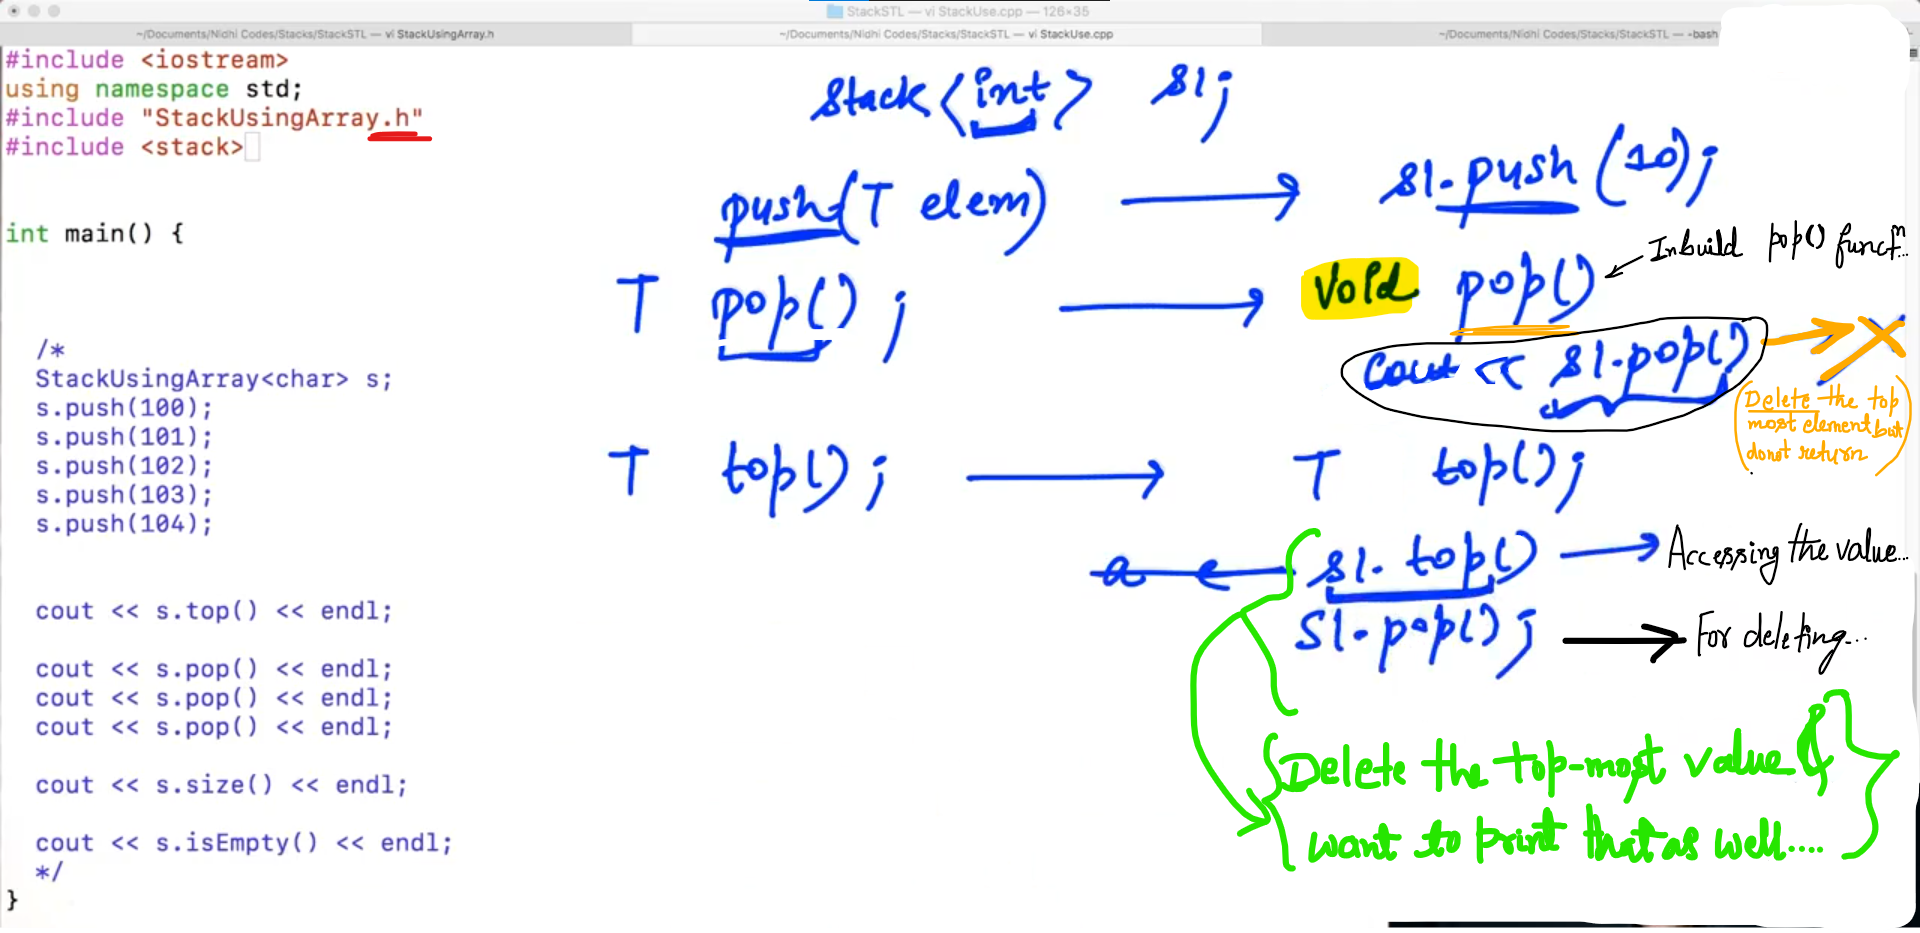 StackSTL — vi StackUse.cpp — 126×35
~/Documents/Nidhi Codes/Stacks/StackSTL — vi StackUsingArray.h
~/Documents/Nidhi Codes/Stacks/StackSTL — vi StackUse.cpp
~/Documents/Nidhi Codes/Stacks/StackSTL — -bash
#include <iostream>
using namespace std;
#include "StackUsingArray.h"
#include <stack>
int main() {
/*
StackUsingArray<char> s;
s.push(100);
s.push(101);
s.push(102);
s.push(103);
s.push(104);
cout << s.top() << endl;
cout << s.pop() << endl;
cout << s.pop() << endl;
cout << s.pop() << endl;
cout << s.size() << endl;
cout << s.isEmpty() << endl;
*/
}
Stack <int> s1;
push(T elem) → s1.push (10);
T pop(); → void pop() ← Inbuild pop() functn..
cout << s1.pop() → X
(Delete the top
most element but
donot return)
T top(); → T top();
a ← s1.top() → Accessing the value...
s1.pop(); → For deleting...
{Delete the top-most value &
want to print that as well....}